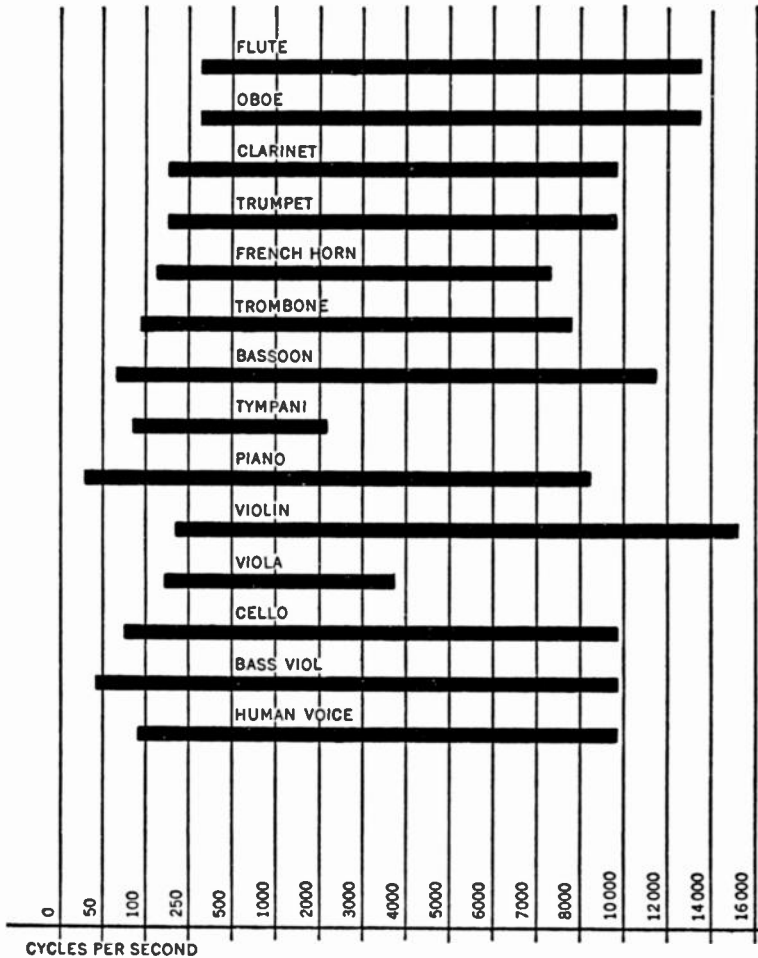 FLUTE
OBOE
CLARINET
TRUMPET
FRENCH HORN
TROMBONE
BASSOON
TYMPANI
PIANO
VIOLIN
VIOLA
CELLO
BASS VIOL
HUMAN VOICE
0 50 100 250 500 1000 2000 3000 4000 5000 6000 7000 8000 10 000 12 000 14 000 16 000
CYCLES PER SECOND